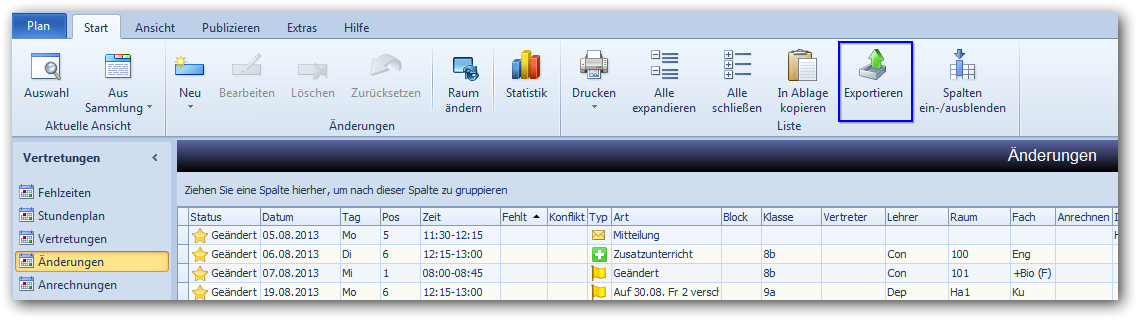 Plan Start Ansicht Publizieren Extras Hilfe
Auswahl Aus Sammlung Neu Bearbeiten Löschen Zurücksetzen Raum ändern Statistik Drucken Alle expandieren Alle schließen In Ablage kopieren Exportieren Spalten ein-/ausblenden
Aktuelle Ansicht Änderungen Liste
Vertretungen Änderungen
Fehlzeiten
Stundenplan
Vertretungen
Änderungen
Anrechnungen
Ziehen Sie eine Spalte hierher, um nach dieser Spalte zu gruppieren
Status Datum Tag Pos Zeit Fehlt Konflikt Typ Art Block Klasse Vertreter Lehrer Raum Fach Anrechnen
Geändert 05.08.2013 Mo 5 11:30-12:15 Mitteilung
Geändert 06.08.2013 Di 6 12:15-13:00 Zusatzunterricht 8b Con 100 Eng
Geändert 07.08.2013 Mi 1 08:00-08:45 Geändert 8b Con 101 +Bio (F)
Geändert 19.08.2013 Mo 6 12:15-13:00 Auf 30.08. Fr 2 versch 9a Dep Ha1 Ku